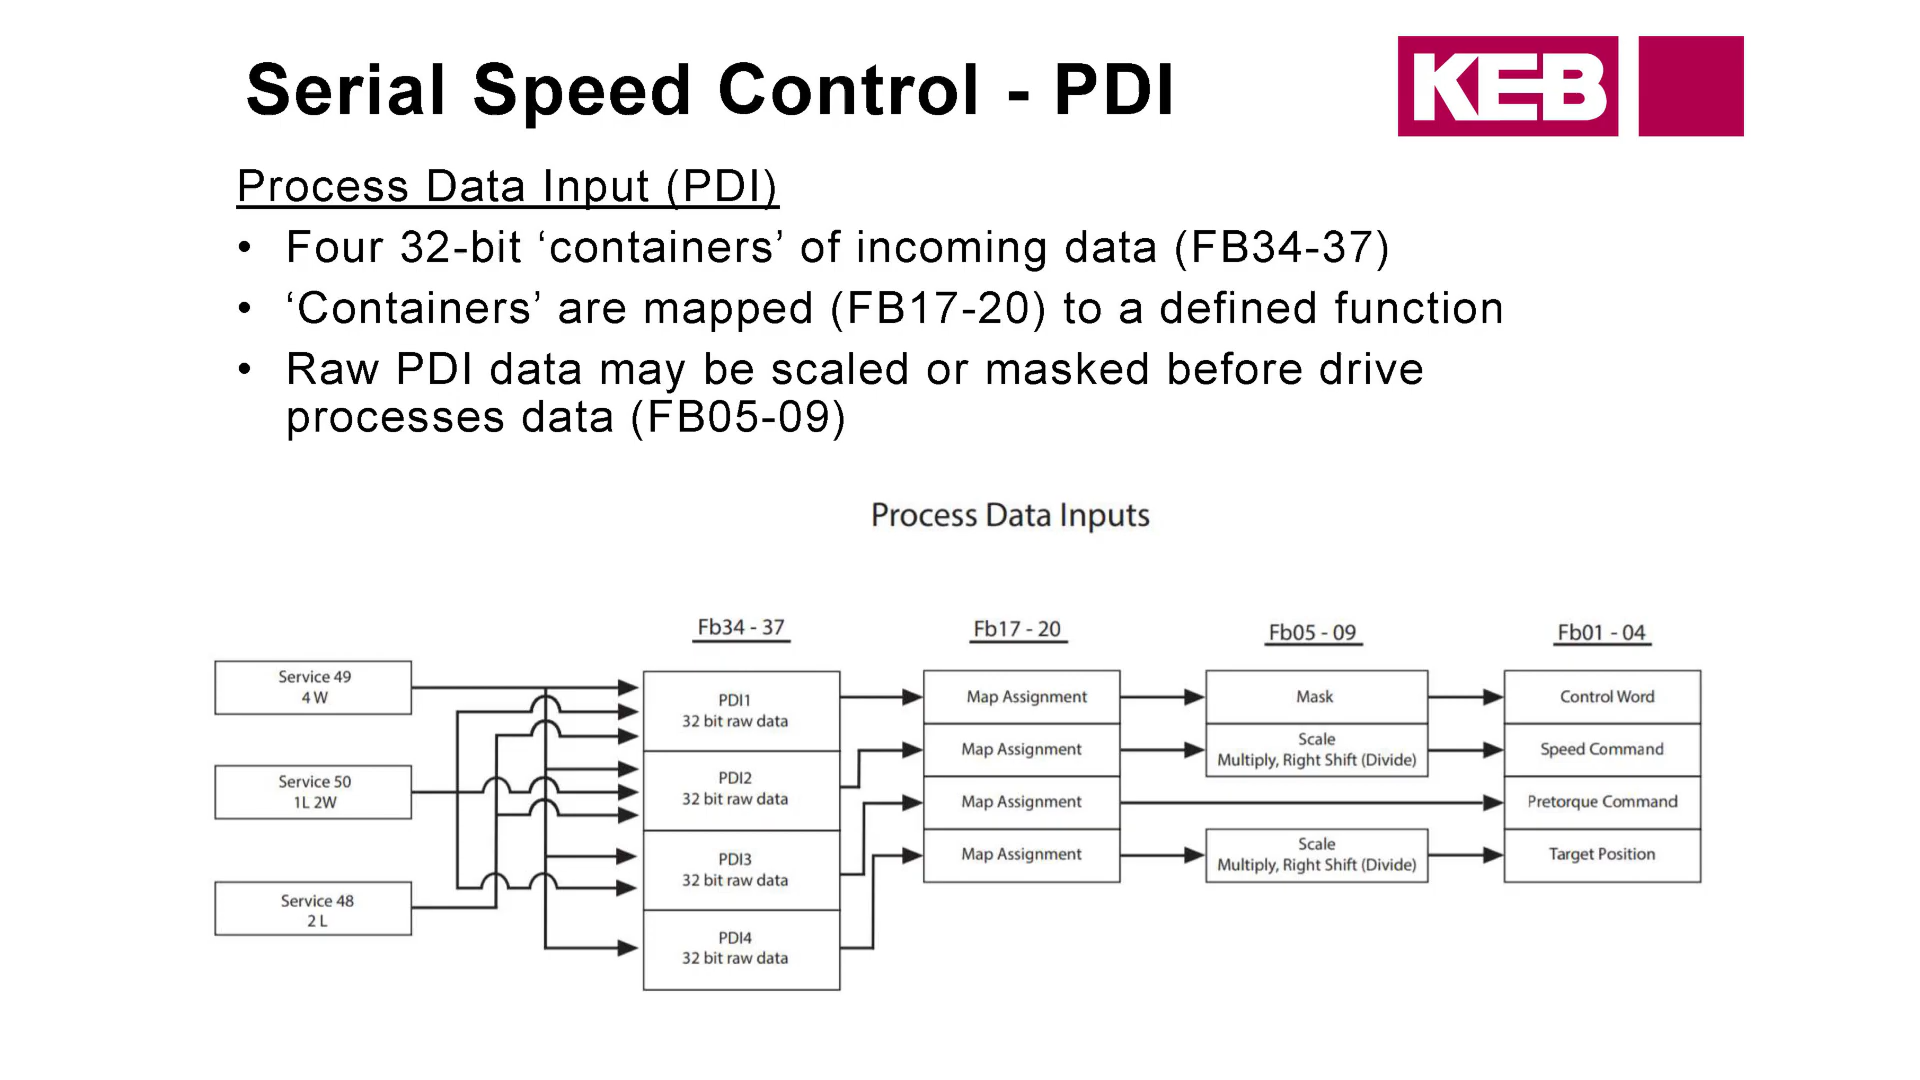 Serial Speed Control - PDI
KEB
Process Data Input (PDI)
• Four 32-bit ‘containers’ of incoming data (FB34-37)
• ‘Containers’ are mapped (FB17-20) to a defined function
• Raw PDI data may be scaled or masked before drive
processes data (FB05-09)
Process Data Inputs
Fb34 - 37
Fb17 - 20
Fb05 - 09
Fb01 - 04
Service 49
4 W
Service 50
1L 2W
Service 48
2 L
PDI1
32 bit raw data
PDI2
32 bit raw data
PDI3
32 bit raw data
PDI4
32 bit raw data
Map Assignment
Map Assignment
Map Assignment
Map Assignment
Mask
Scale
Multiply, Right Shift (Divide)
Scale
Multiply, Right Shift (Divide)
Control Word
Speed Command
Pretorque Command
Target Position